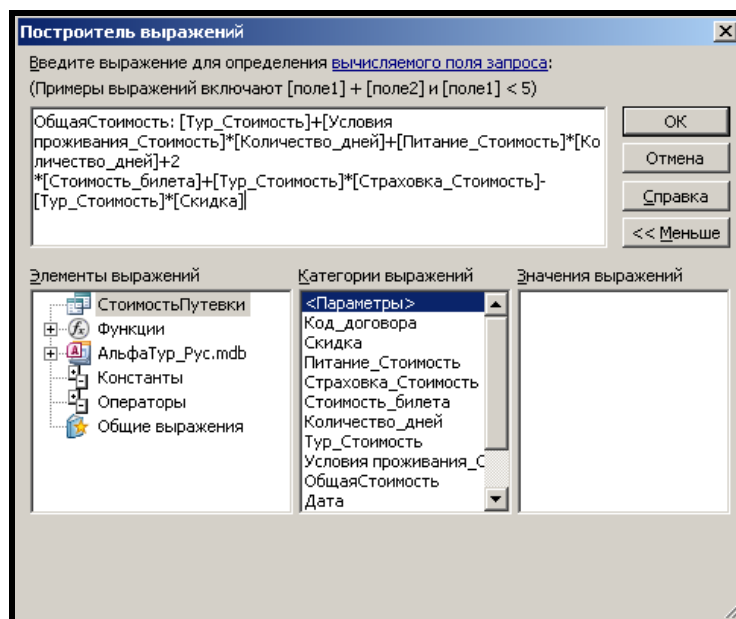 Построитель выражений
Введите выражение для определения вычисляемого поля запроса:
(Примеры выражений включают [поле1] + [поле2] и [поле1] < 5)
ОбщаяСтоимость: [Тур_Стоимость]+[Условия
проживания_Стоимость]*[Количество_дней]+[Питание_Стоимость]*[Ко
личество_дней]+2
*[Стоимость_билета]+[Тур_Стоимость]*[Страховка_Стоимость]-
[Тур_Стоимость]*[Скидка]
ОК
Отмена
Справка
<< Меньше
Элементы выражений
СтоимостьПутевки
Функции
АльфаТур_Рус.mdb
Константы
Операторы
Общие выражения
Категории выражений
<Параметры>
Код_договора
Скидка
Питание_Стоимость
Страховка_Стоимость
Стоимость_билета
Количество_дней
Тур_Стоимость
Условия проживания_С
ОбщаяСтоимость
Дата
Значения выражений